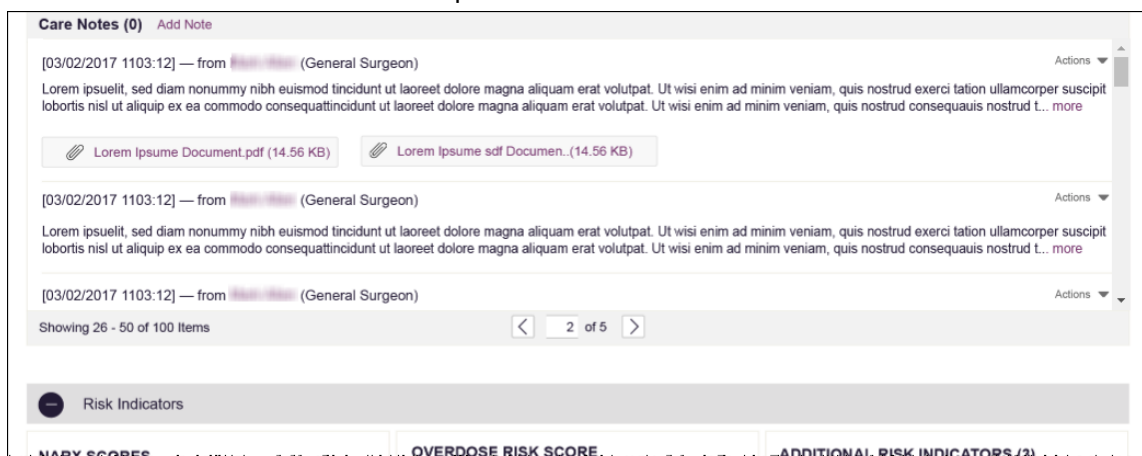 Care Notes (0) Add Note
[03/02/2017 1103:12] — from (General Surgeon) Actions
Lorem ipsuelit, sed diam nonummy nibh euismod tincidunt ut laoreet dolore magna aliquam erat volutpat. Ut wisi enim ad minim veniam, quis nostrud exerci tation ullamcorper suscipit
lobortis nisl ut aliquip ex ea commodo consequattincidunt ut laoreet dolore magna aliquam erat volutpat. Ut wisi enim ad minim veniam, quis nostrud consequauis nostrud t... more
Lorem Ipsume Document.pdf (14.56 KB) Lorem Ipsume sdf Documen..(14.56 KB)
[03/02/2017 1103:12] — from (General Surgeon) Actions
Lorem ipsuelit, sed diam nonummy nibh euismod tincidunt ut laoreet dolore magna aliquam erat volutpat. Ut wisi enim ad minim veniam, quis nostrud exerci tation ullamcorper suscipit
lobortis nisl ut aliquip ex ea commodo consequattincidunt ut laoreet dolore magna aliquam erat volutpat. Ut wisi enim ad minim veniam, quis nostrud consequauis nostrud t... more
[03/02/2017 1103:12] — from (General Surgeon) Actions
Showing 26 - 50 of 100 Items 2 of 5
Risk Indicators
NARX SCORES OVERDOSE RISK SCORE ADDITIONAL RISK INDICATORS (3)